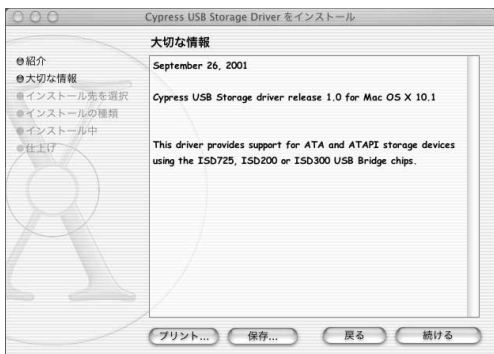 Cypress USB Storage Driver をインストール
大切な情報
紹介
大切な情報
インストール先を選択
インストールの種類
インストール中
仕上げ
September 26, 2001
Cypress USB Storage driver release 1.0 for Mac OS X 10.1
This driver provides support for ATA and ATAPI storage devices
using the ISD725, ISD200 or ISD300 USB Bridge chips.
プリント...
保存...
戻る
続ける